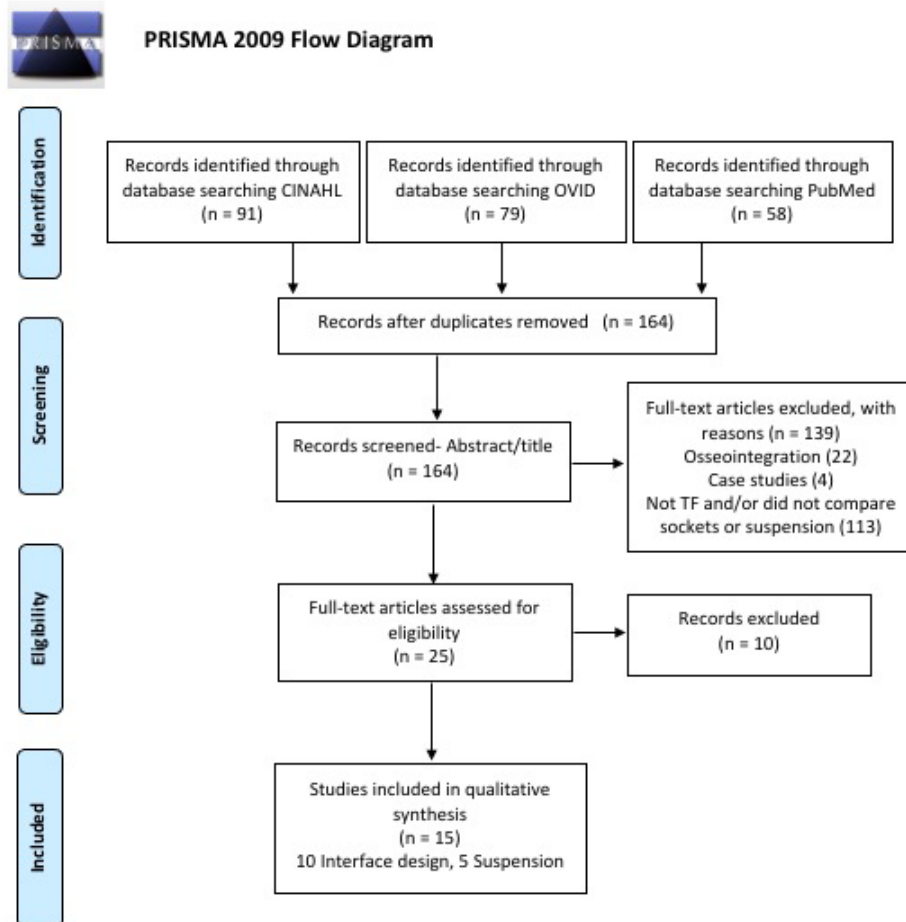 PRISMA
PRISMA 2009 Flow Diagram
Identification
Records identified through
database searching CINAHL
(n = 91)
Records identified through
database searching OVID
(n = 79)
Records identified through
database searching PubMed
(n = 58)
Records after duplicates removed (n = 164)
Screening
Records screened- Abstract/title
(n = 164)
Full-text articles excluded, with
reasons (n = 139)
Osseointegration (22)
Case studies (4)
Not TF and/or did not compare
sockets or suspension (113)
Eligibility
Full-text articles assessed for
eligibility
(n = 25)
Records excluded
(n = 10)
Included
Studies included in qualitative
synthesis
(n = 15)
10 Interface design, 5 Suspension